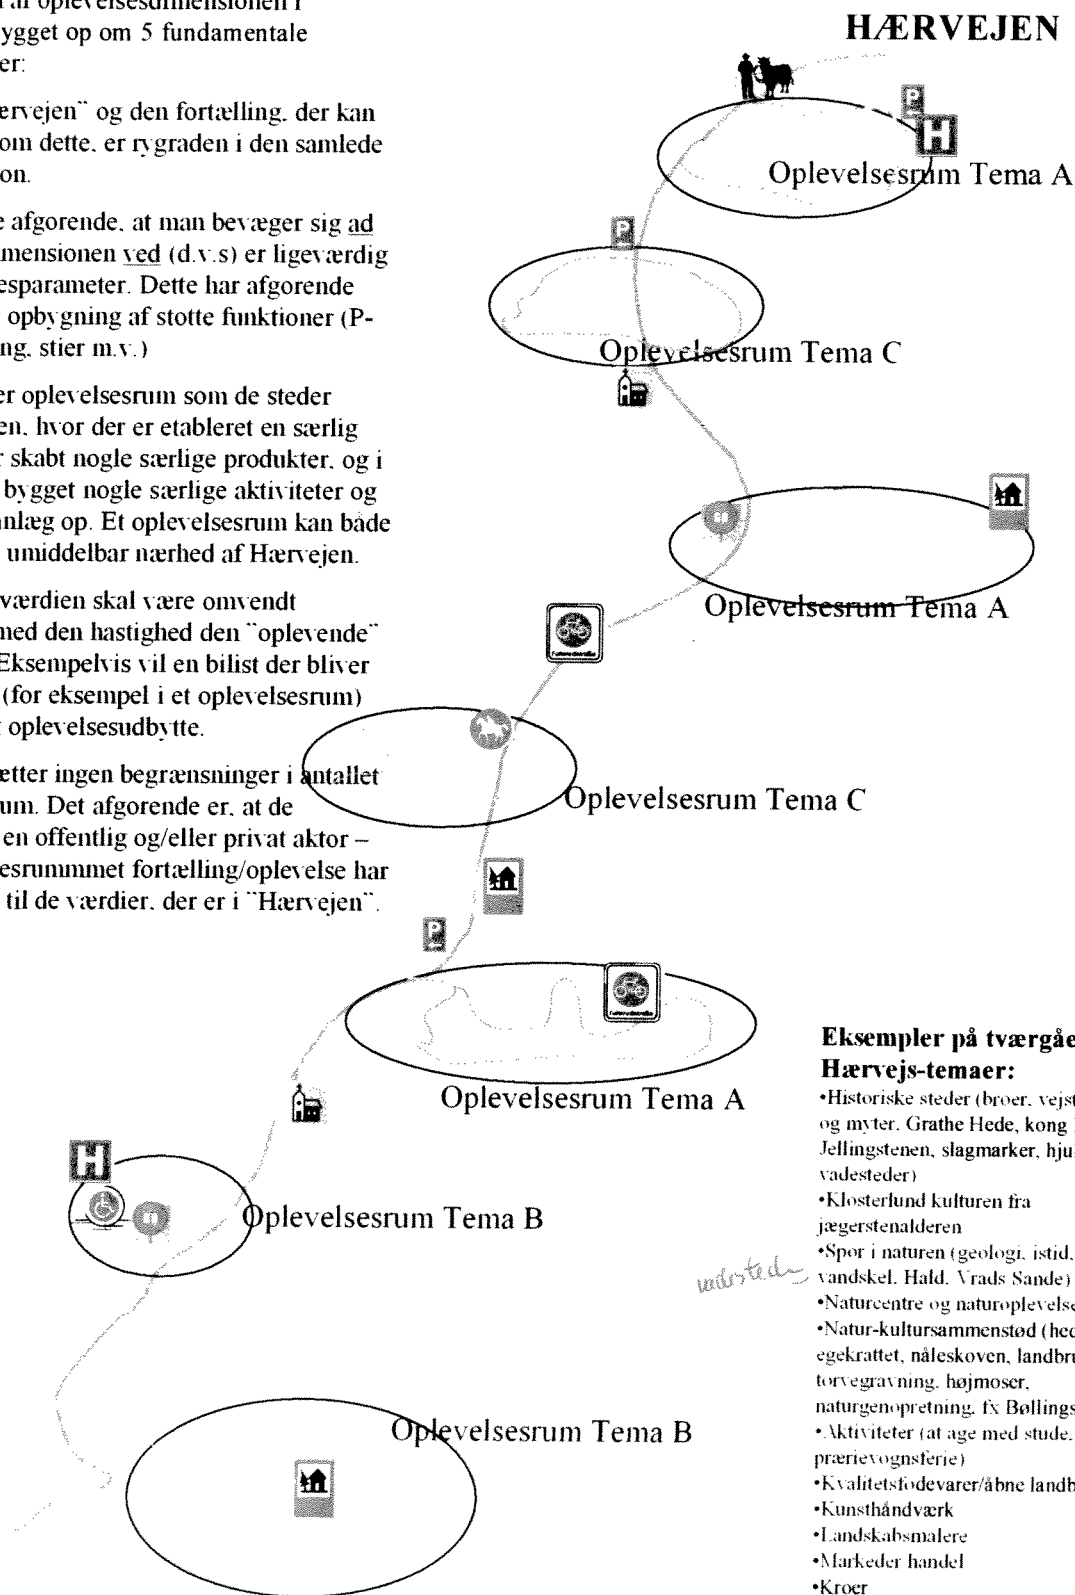 af oplevelsesdimensionen i
ygget op om 5 fundamentale
er:
ervejen" og den fortælling, der kan
om dette, er rygraden i den samlede
on.
e afgørende, at man bevæger sig ad
mensionen ved (d.v.s) er ligeværdig
esparameter. Dette har afgørende
opbygning af støtte funktioner (P-
ng, stier m.v.)
er oplevelsesrum som de steder
en, hvor der er etableret en særlig
r skabt nogle særlige produkter, og i
bygget nogle særlige aktiviteter og
nlæg op. Et oplevelsesrum kan både
umiddelbar nærhed af Hærvejen.
værdien skal være omvendt
ned den hastighed den "oplevende"
Eksempelvis vil en bilist der bliver
(for eksempel i et oplevelsesrum)
t oplevelsesudbytte.
ætter ingen begrænsninger i antallet
um. Det afgørende er, at de
en offentlig og/eller privat aktør –
esrummet fortælling/oplevelse har
til de værdier, der er i "Hærvejen".
HÆRVEJEN
P
H
Oplevelsesrum Tema A
P
Oplevelsesrum Tema C
Oplevelsesrum Tema A
Oplevelsesrum Tema C
P
Oplevelsesrum Tema A
H
Oplevelsesrum Tema B
Oplevelsesrum Tema B
vadested
Eksempler på tværgåe
Hærvejs-temaer:
•Historiske steder (broer, vejst
og myter, Grathe Hede, kong
Jellingstenen, slagmarker, hjul
vadesteder)
•Klosterlund kulturen fra
jægerstenalderen
•Spor i naturen (geologi, istid,
vandskel, Hald, Vrads Sande)
•Naturcentre og naturoplevelse
•Natur-kultursammenstød (hed
egekrattet, nåleskoven, landbru
tørvegravning, højmoser,
naturgenopretning, fx Bøllings
•Aktiviteter (at age med stude,
prærievognsferie)
•Kvalitetsfødevarer/åbne landb
•Kunsthåndværk
•Landskabsmalere
•Markeder handel
•Kroer